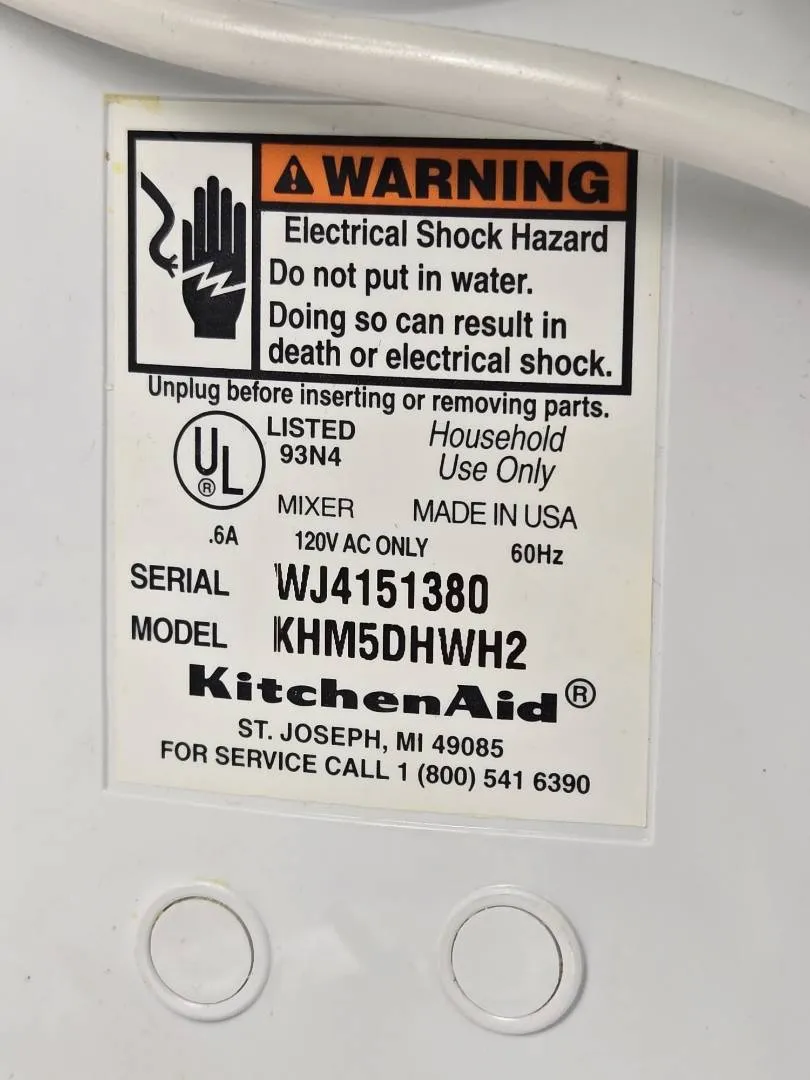 WARNING
Electrical Shock Hazard
Do not put in water.
Doing so can result in
death or electrical shock.
Unplug before inserting or removing parts.
UL ® LISTED
93N4
Household
Use Only
MIXER MADE IN USA
.6A 120V AC ONLY 60Hz
SERIAL WJ4151380
MODEL KHM5DHWH2
KitchenAid®
ST. JOSEPH, MI 49085
FOR SERVICE CALL 1 (800) 541 6390